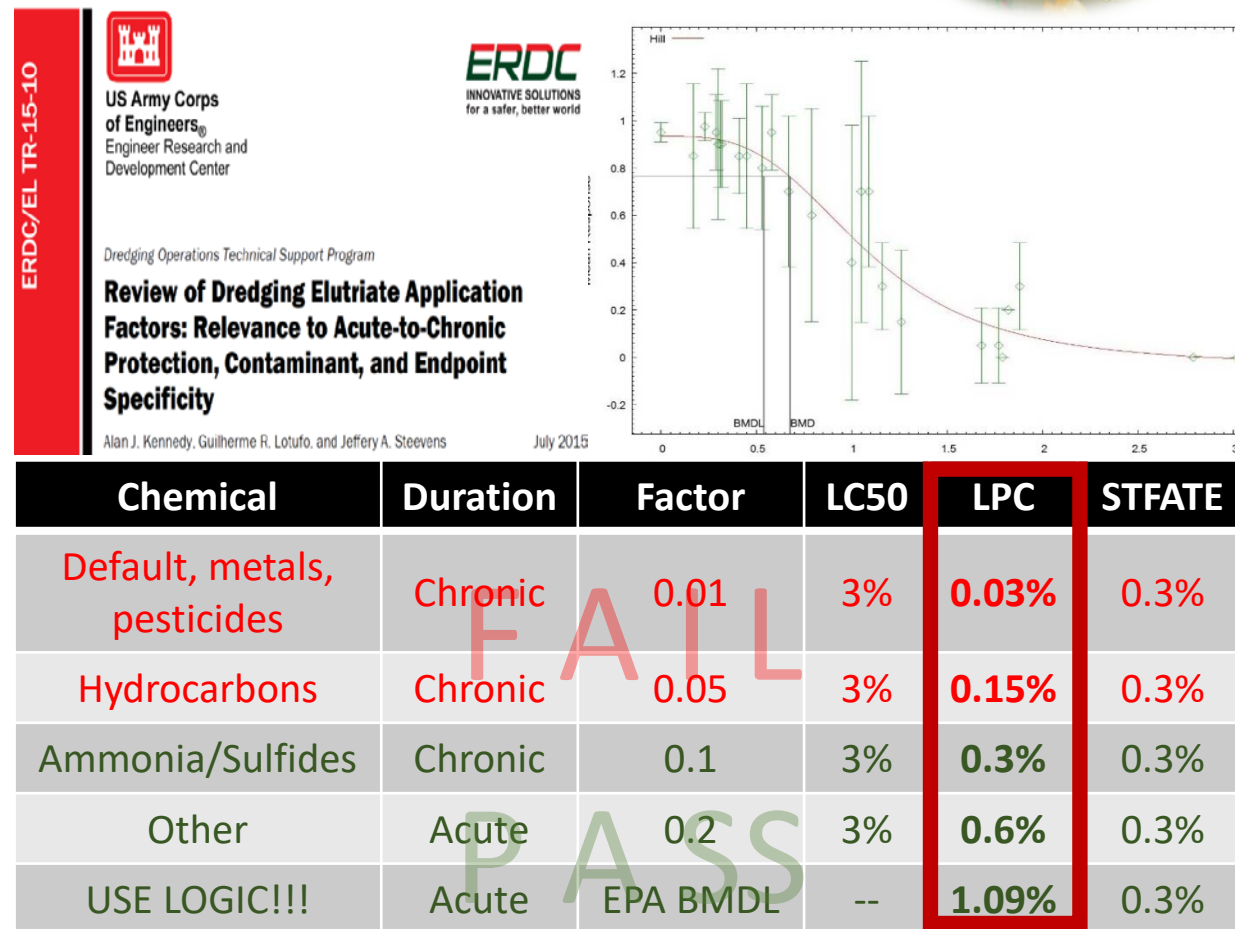 ERDC/EL TR-15-10
US Army Corps
of Engineers®
Engineer Research and
Development Center
ERDC
INNOVATIVE SOLUTIONS
for a safer, better world
Dredging Operations Technical Support Program
Review of Dredging Elutriate Application
Factors: Relevance to Acute-to-Chronic
Protection, Contaminant, and Endpoint
Specificity
Alan J. Kennedy, Guilherme R. Lotufo, and Jeffery A. Steevens July 2015
Hill
1.2
1
0.8
0.6
0.4
0.2
0
-0.2
BMDL BMD
0 0.5 1 1.5 2 2.5 3
Chemical Duration Factor LC50 LPC STFATE
Default, metals,
pesticides Chronic 0.01 3% 0.03% 0.3%
FAIL
Hydrocarbons Chronic 0.05 3% 0.15% 0.3%
Ammonia/Sulfides Chronic 0.1 3% 0.3% 0.3%
Other Acute 0.2 3% 0.6% 0.3%
PASS
USE LOGIC!!! Acute EPA BMDL -- 1.09% 0.3%